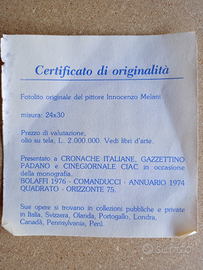 Certificato di originalità
Fotolito originale del pittore Innocenzo Melani
misura: 24x30
Prezzo di valutazione,
olio su tela, L. 2.000.000. Vedi libri d'arte.
Presentato a CRONACHE ITALIANE, GAZZETTINO
PADANO e CINEGIORNALE CIAC in occasione
della monografia.
BOLAFFI 1976 - COMANDUCCI - ANNUARIO 1974
QUADRATO - ORIZZONTE 75.
Sue opere si trovano in collezioni pubbliche e private
in Italia, Svizzera, Olanda, Portogallo, Londra,
Canadà, Pennsylvania, Perù.
subito